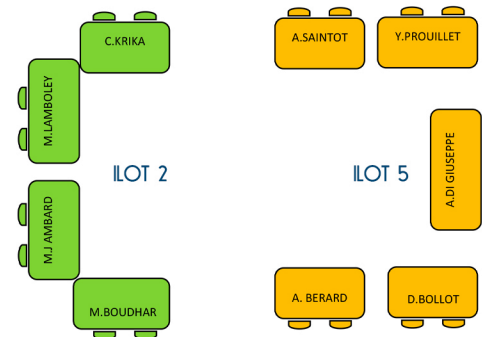 C.KRIKA
M.LAMBOLEY
ILOT 2
M.J AMBARD
M.BOUDHAR
A.SAINTOT
Y.PROUILLET
ILOT 5
A.DI GIUSEPPE
A. BERARD
D.BOLLOT